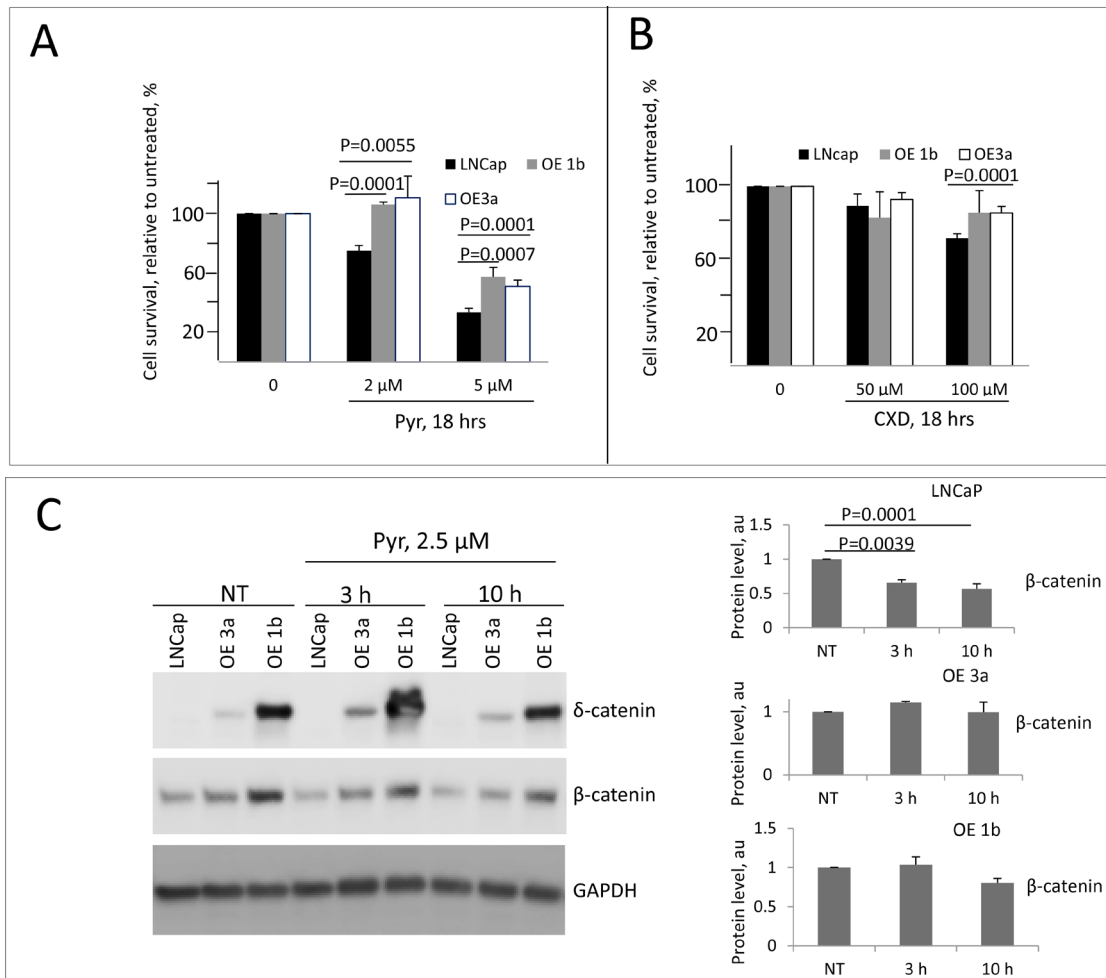 A
Cell survival, relative to untreated, %
P=0.0055
P=0.0001
LNCap OE 1b
OE3a
P=0.0001
P=0.0007
100
60
20
0 2 μM 5 μM
Pyr, 18 hrs
B
Cell survival, relative to untreated, %
LNcap OE 1b OE3a
P=0.0001
100
60
20
0 50 μM 100 μM
CXD, 18 hrs
C
Pyr, 2.5 μM
NT 3 h 10 h
LNCap OE 3a OE 1b LNCap OE 3a OE 1b LNCap OE 3a OE 1b
δ-catenin
β-catenin
GAPDH
LNCaP
Protein level, au
1.5
1
0.5
0
P=0.0001
P=0.0039
β-catenin
NT 3 h 10 h
OE 3a
Protein level, au
1
0
β-catenin
NT 3 h 10 h
OE 1b
Protein level, au
1.5
1
0.5
0
β-catenin
NT 3 h 10 h